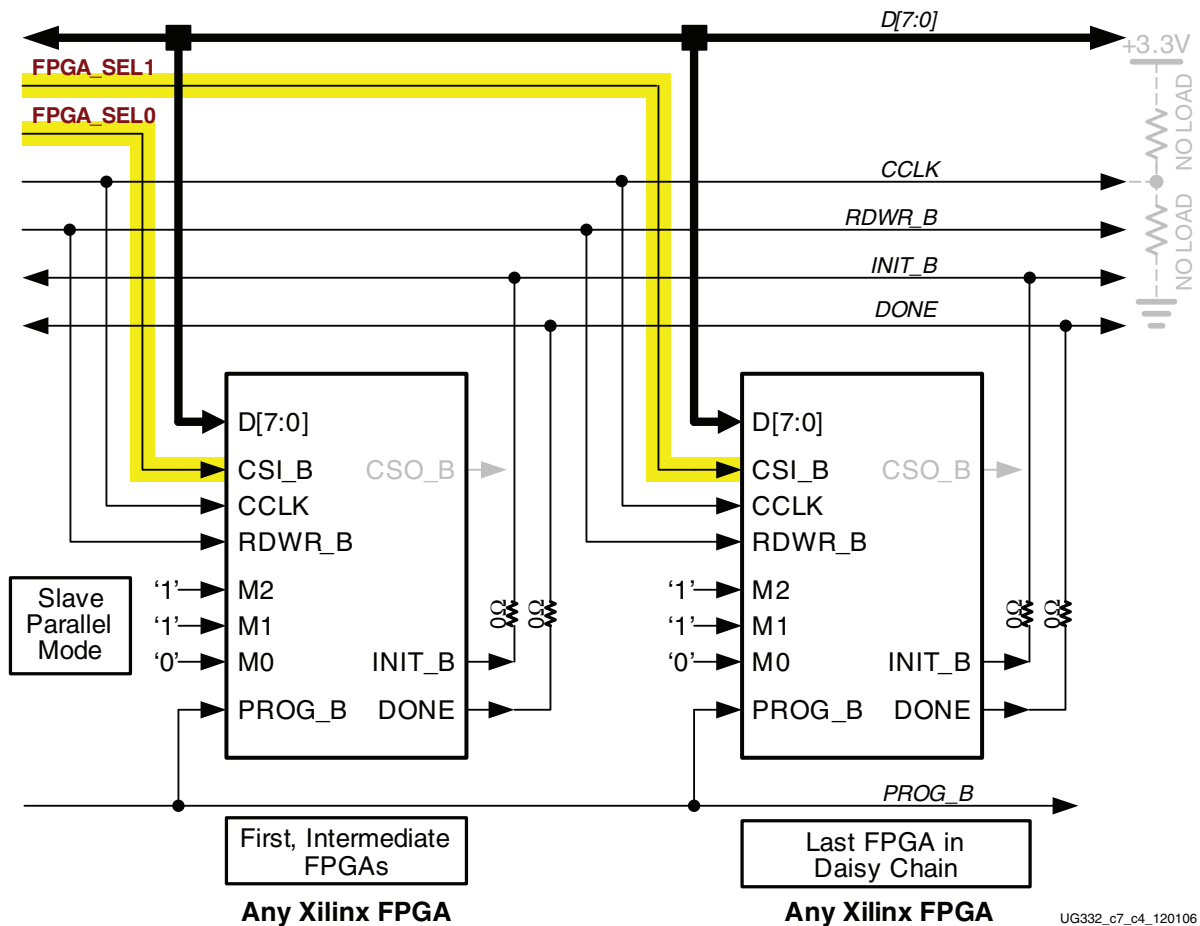 D[7:0]
+3.3V
FPGA_SEL1
NO LOAD
FPGA_SEL0
CCLK
RDWR_B
NO LOAD
INIT_B
DONE
D[7:0]
CSI_B
CSO_B
CCLK
RDWR_B
Slave
Parallel
Mode
‘1’
M2
‘1’
M1
‘0’
M0
INIT_B
PROG_B
DONE
0Ω
0Ω
D[7:0]
CSI_B
CSO_B
CCLK
RDWR_B
‘1’
M2
‘1’
M1
‘0’
M0
INIT_B
PROG_B
DONE
0Ω
0Ω
PROG_B
First, Intermediate
FPGAs
Last FPGA in
Daisy Chain
Any Xilinx FPGA
Any Xilinx FPGA
UG332_c7_c4_120106